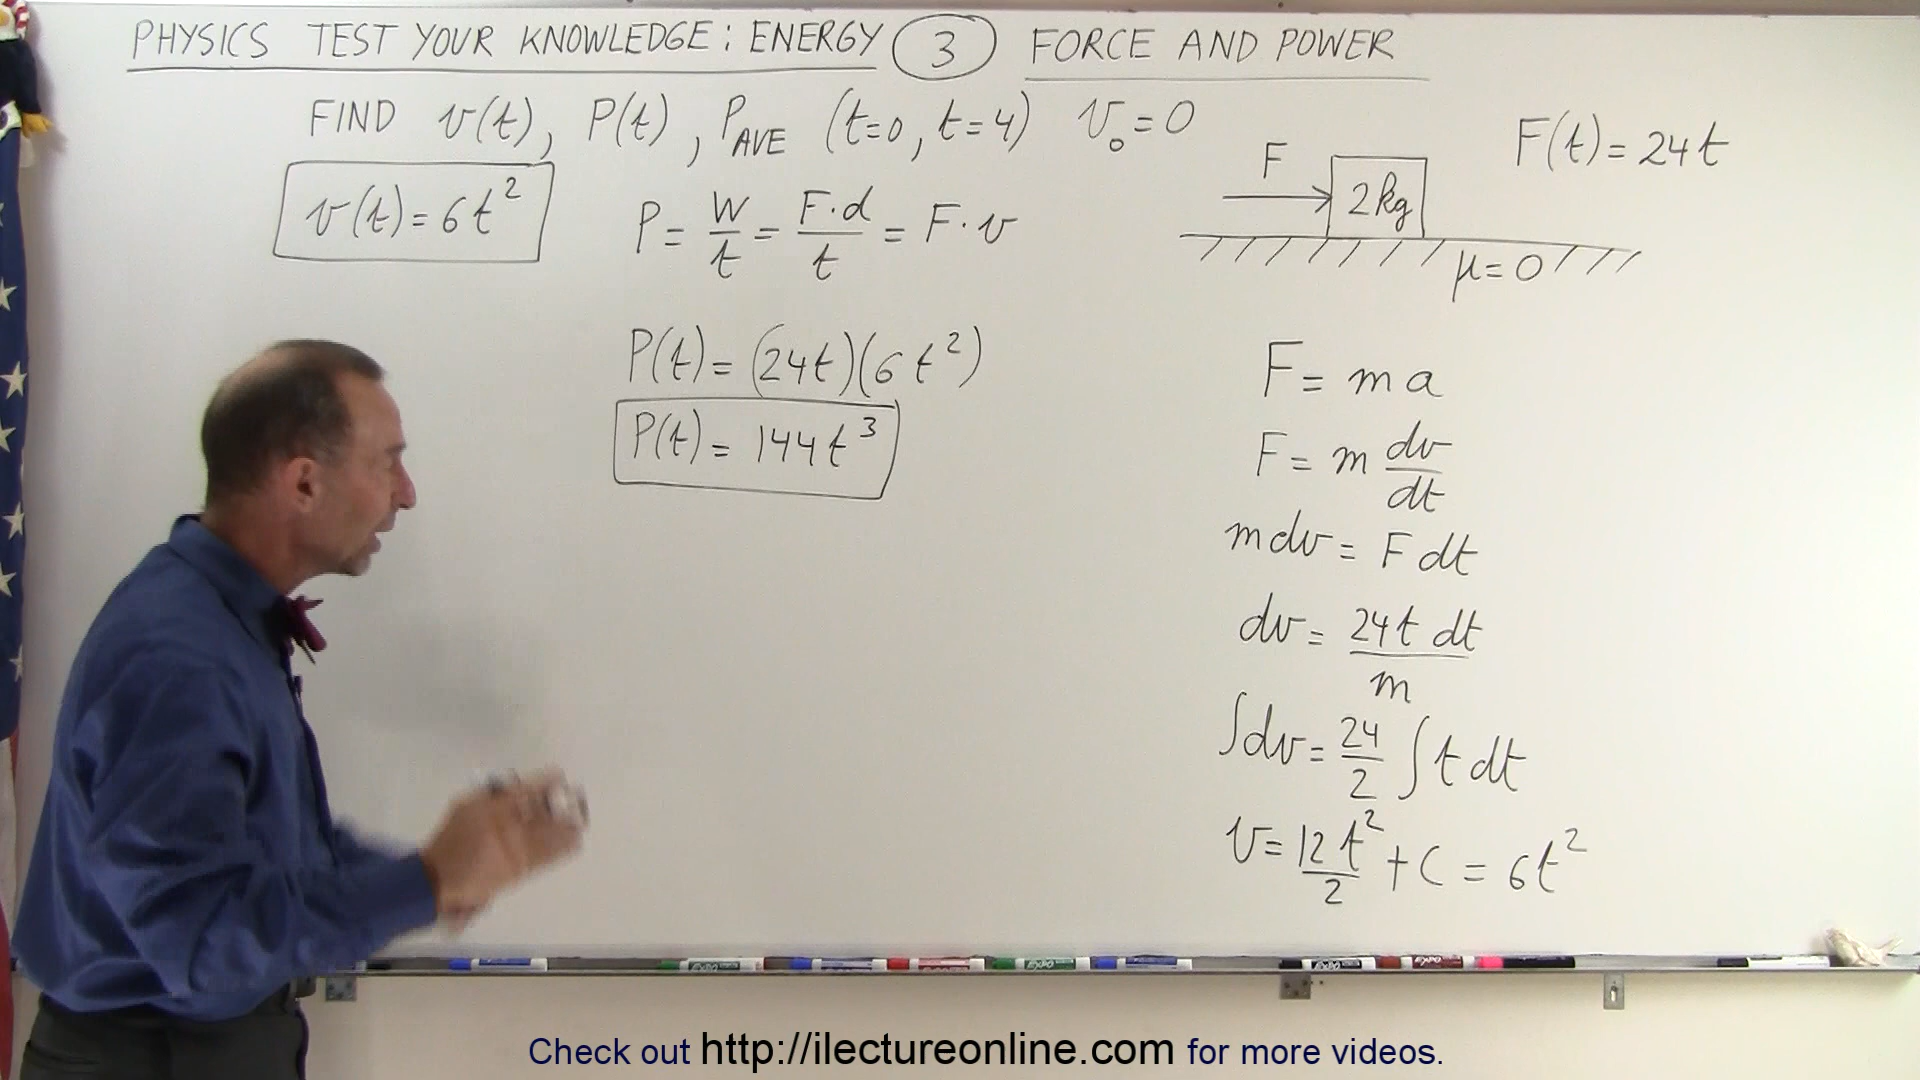 PHYSICS TEST YOUR KNOWLEDGE: ENERGY 3 FORCE AND POWER
FIND v(t), P(t), P_AVE (t=0, t=4) v₀=0
F(t)=24t
F
2kg
μ=0
v(t)=6t²
P= W/t = F·d/t = F·v
P(t)=(24t)(6t²)
P(t)= 144t³
F= ma
F= m dv/dt
mdv= F dt
dv= 24t dt/m
∫dv= 24/2 ∫t dt
v= 12t²/2 + C = 6t²
Check out http://ilectureonline.com for more videos.